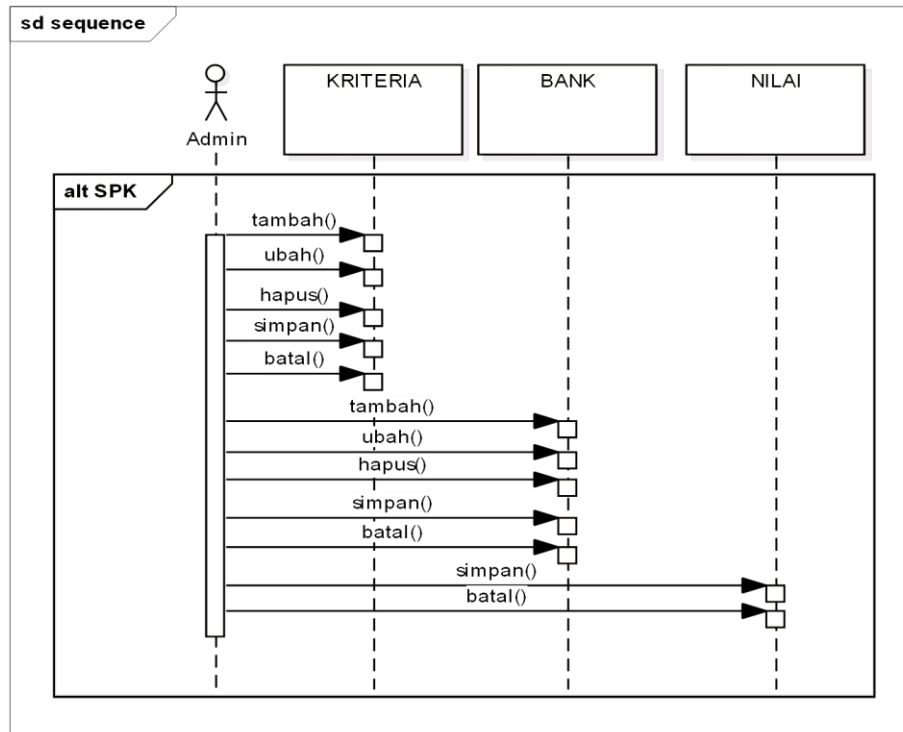 sd sequence
Admin
KRITERIA
BANK
NILAI
alt SPK
tambah()
ubah()
hapus()
simpan()
batal()
tambah()
ubah()
hapus()
simpan()
batal()
simpan()
batal()